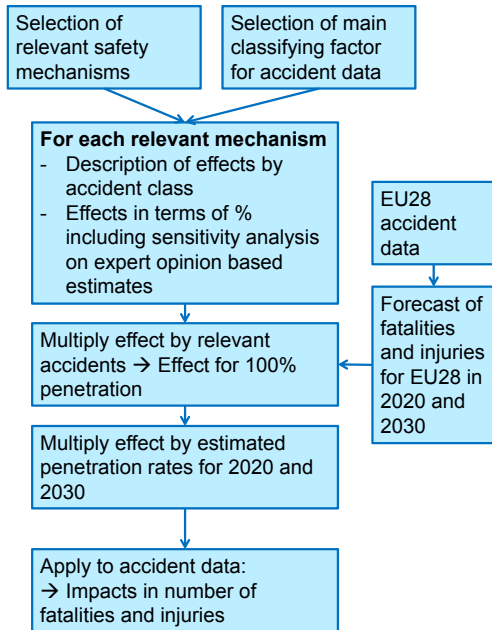 Selection of
relevant safety
mechanisms
Selection of main
classifying factor
for accident data
For each relevant mechanism
- Description of effects by
accident class
- Effects in terms of %
including sensitivity analysis
on expert opinion based
estimates
EU28
accident
data
Forecast of
fatalities
and injuries
for EU28 in
2020 and
2030
Multiply effect by relevant
accidents → Effect for 100%
penetration
Multiply effect by estimated
penetration rates for 2020 and
2030
Apply to accident data:
→ Impacts in number of
fatalities and injuries